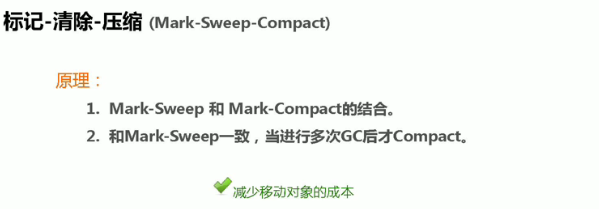 标记-清除-压缩 (Mark-Sweep-Compact)
原理：
1. Mark-Sweep 和 Mark-Compact的结合。
2. 和Mark-Sweep一致，当进行多次GC后才Compact。
减少移动对象的成本